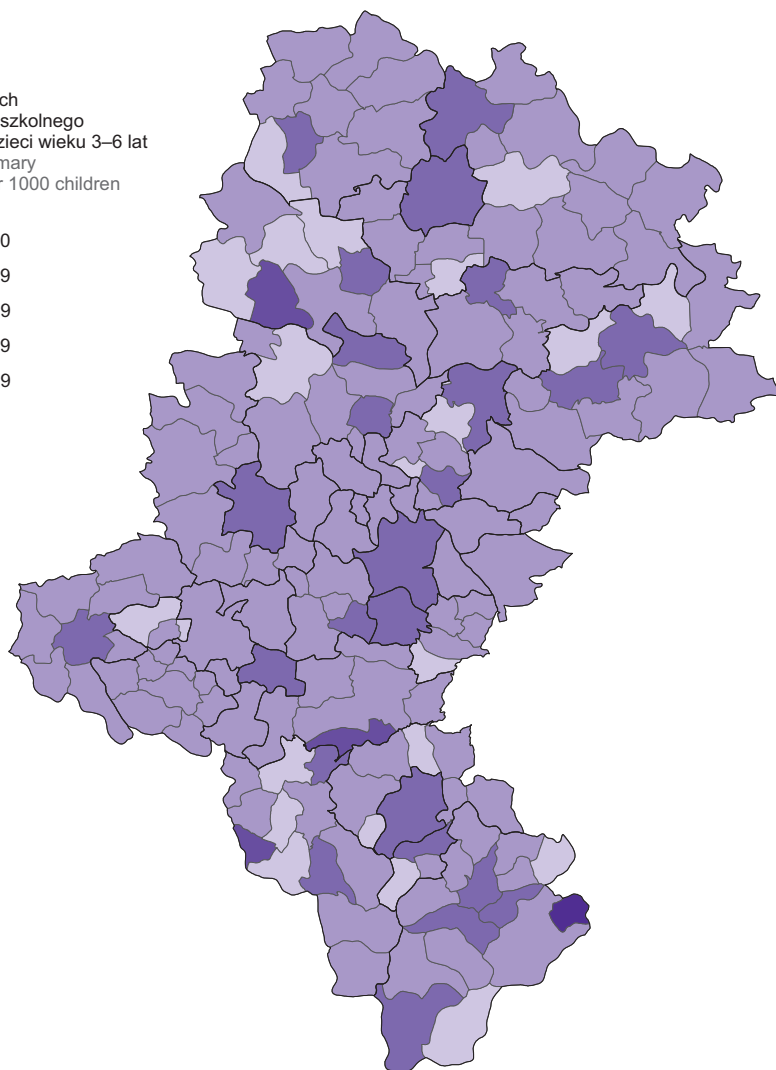 ch
szkolnego
zieci wieku 3–6 lat
mary
r 1000 children
0
9
9
9
9